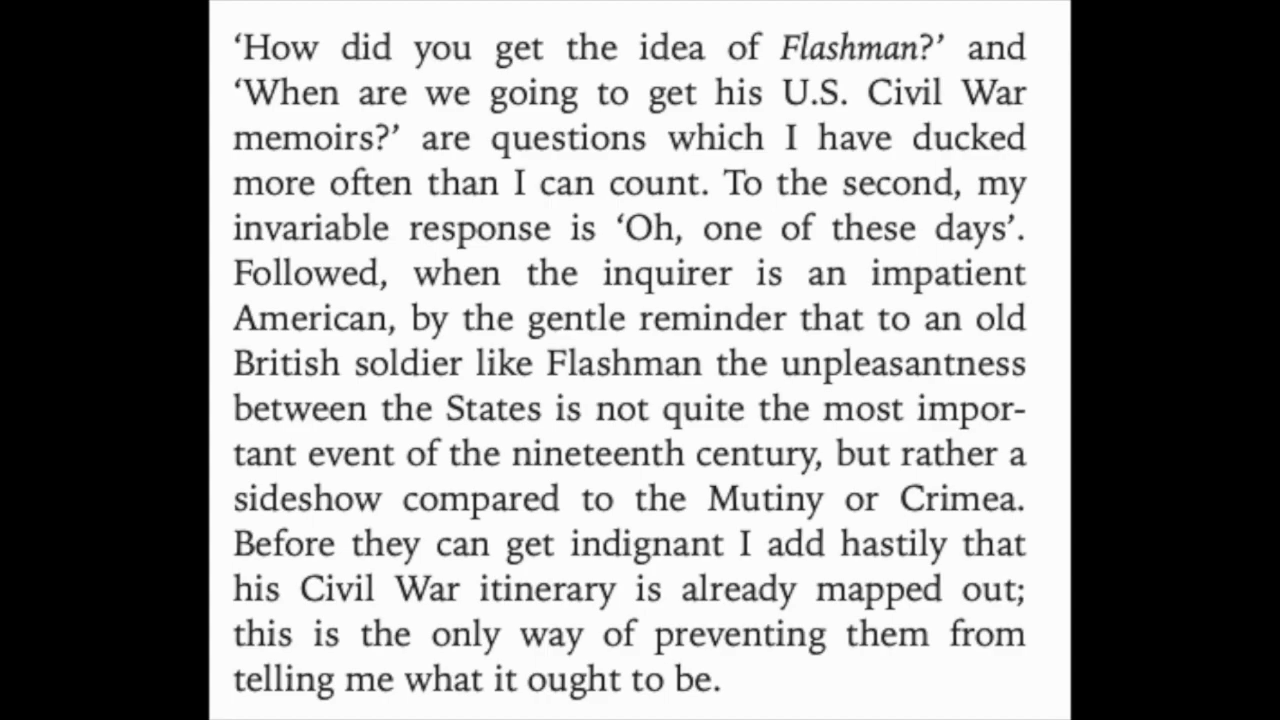 ‘How did you get the idea of Flashman?’ and
‘When are we going to get his U.S. Civil War
memoirs?’ are questions which I have ducked
more often than I can count. To the second, my
invariable response is ‘Oh, one of these days’.
Followed, when the inquirer is an impatient
American, by the gentle reminder that to an old
British soldier like Flashman the unpleasantness
between the States is not quite the most impor-
tant event of the nineteenth century, but rather a
sideshow compared to the Mutiny or Crimea.
Before they can get indignant I add hastily that
his Civil War itinerary is already mapped out;
this is the only way of preventing them from
telling me what it ought to be.